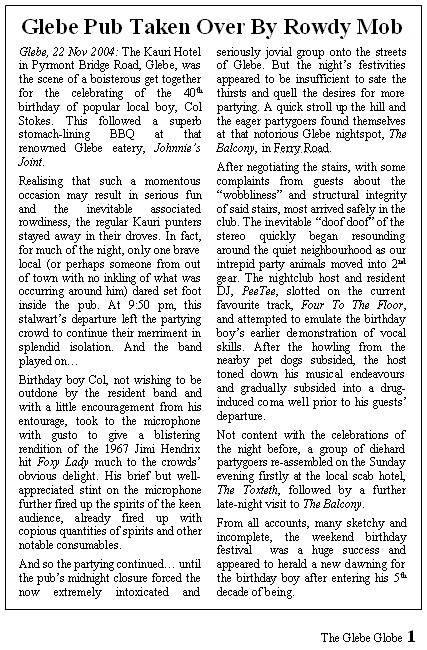 Glebe Pub Taken Over By Rowdy Mob
Glebe, 22 Nov 2004: The Kauri Hotel
in Pyrmont Bridge Road, Glebe, was
the scene of a boisterous get together
for the celebrating of the 40th
birthday of popular local boy, Col
Stokes. This followed a superb
stomach-lining BBQ at that
renowned Glebe eatery, Johnnie's
Joint.
Realising that such a momentous
occasion may result in serious fun
and the inevitable associated
rowdiness, the regular Kauri punters
stayed away in their droves. In fact,
for much of the night, only one brave
local (or perhaps someone from out
of town with no inkling of what was
occurring around him) dared set foot
inside the pub. At 9:50 pm, this
stalwart's departure left the partying
crowd to continue their merriment in
splendid isolation. And the band
played on…
Birthday boy Col, not wishing to be
outdone by the resident band and
with a little encouragement from his
entourage, took to the microphone
with gusto to give a blistering
rendition of the 1967 Jimi Hendrix
hit Foxy Lady much to the crowds'
obvious delight. His brief but well-
appreciated stint on the microphone
further fired up the spirits of the keen
audience, already fired up with
copious quantities of spirits and other
notable consumables.
And so the partying continued… until
the pub's midnight closure forced the
now extremely intoxicated and
seriously jovial group onto the streets
of Glebe. But the night's festivities
appeared to be insufficient to sate the
thirsts and quell the desires for more
partying. A quick stroll up the hill and
the eager partygoers found themselves
at that notorious Glebe nightspot, The
Balcony, in Ferry Road.
After negotiating the stairs, with some
complaints from guests about the
“wobbliness” and structural integrity
of said stairs, most arrived safely in the
club. The inevitable “doof doof” of the
stereo quickly began resounding
around the quiet neighbourhood as our
intrepid party animals moved into 2nd
gear. The nightclub host and resident
DJ, PeeTee, slotted on the current
favourite track, Four To The Floor,
and attempted to emulate the birthday
boy's earlier demonstration of vocal
skills. After the howling from the
nearby pet dogs subsided, the host
toned down his musical endeavours
and gradually subsided into a drug-
induced coma well prior to his guests'
departure.
Not content with the celebrations of
the night before, a group of diehard
partygoers re-assembled on the Sunday
evening firstly at the local scab hotel,
The Toxteth, followed by a further
late-night visit to The Balcony.
From all accounts, many sketchy and
incomplete, the weekend birthday
festival was a huge success and
appeared to herald a new dawning for
the birthday boy after entering his 5th
decade of being.
The Glebe Globe 1